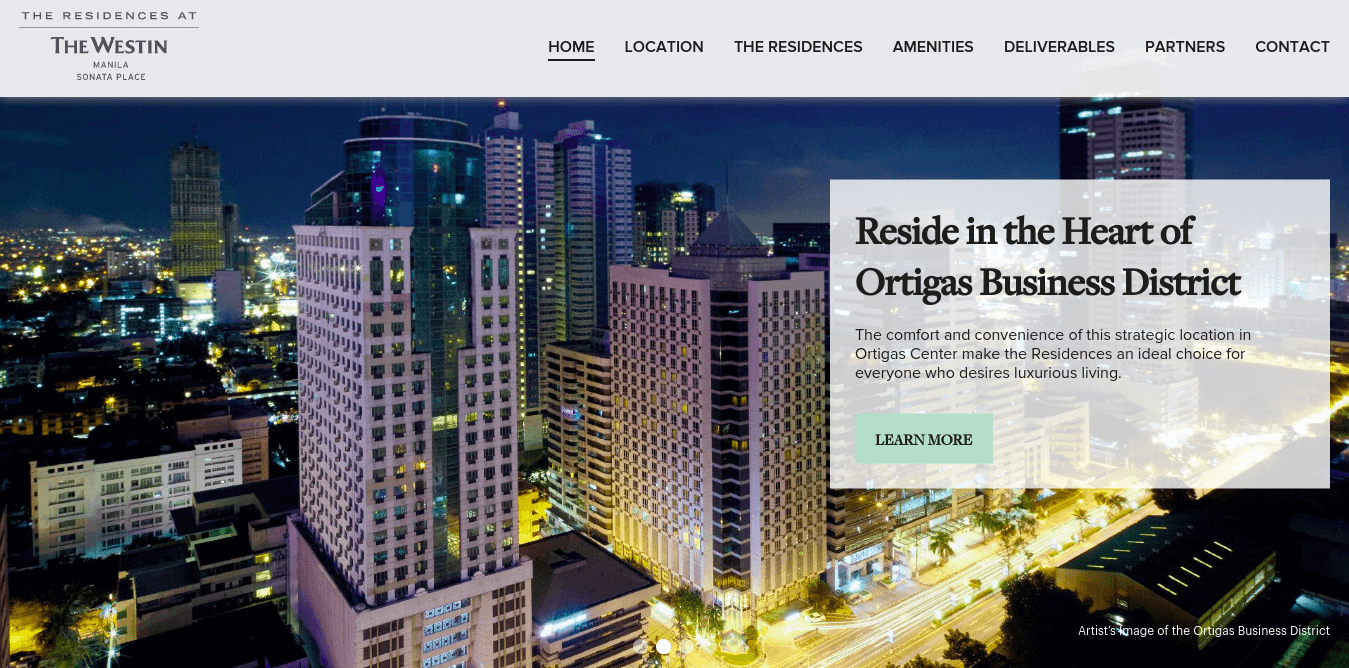 THE RESIDENCES AT
THE WESTIN
MANILA
SONATA PLACE
HOME LOCATION THE RESIDENCES AMENITIES DELIVERABLES PARTNERS CONTACT
Reside in the Heart of
Ortigas Business District
The comfort and convenience of this strategic location in
Ortigas Center make the Residences an ideal choice for
everyone who desires luxurious living.
LEARN MORE
Artist's Image of the Ortigas Business District